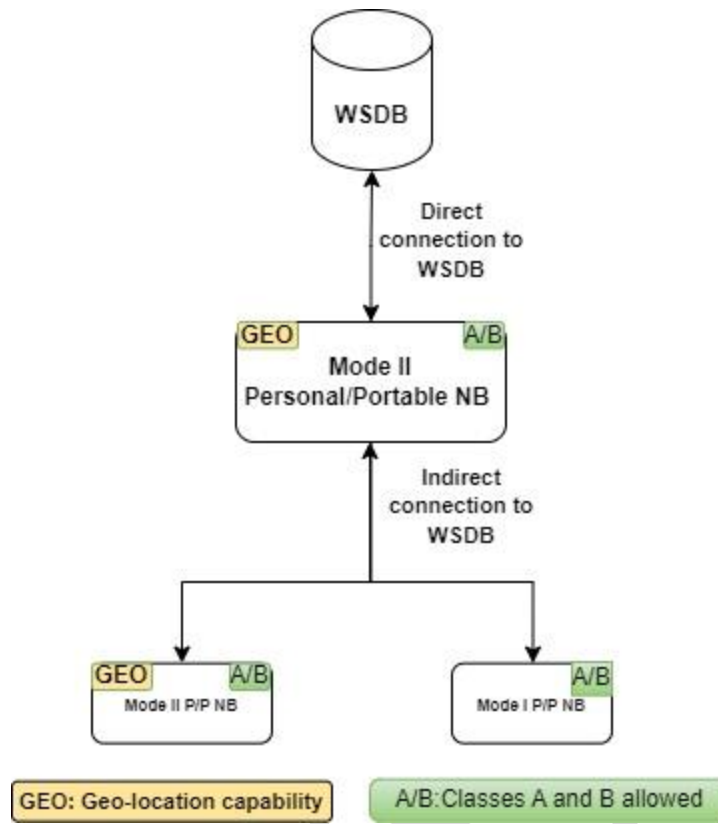 WSDB
Direct
connection to
WSDB
GEO
A/B
Mode II
Personal/Portable NB
Indirect
connection to
WSDB
GEO
A/B
Mode II P/P NB
A/B
Mode I P/P NB
GEO: Geo-location capability
A/B:Classes A and B allowed